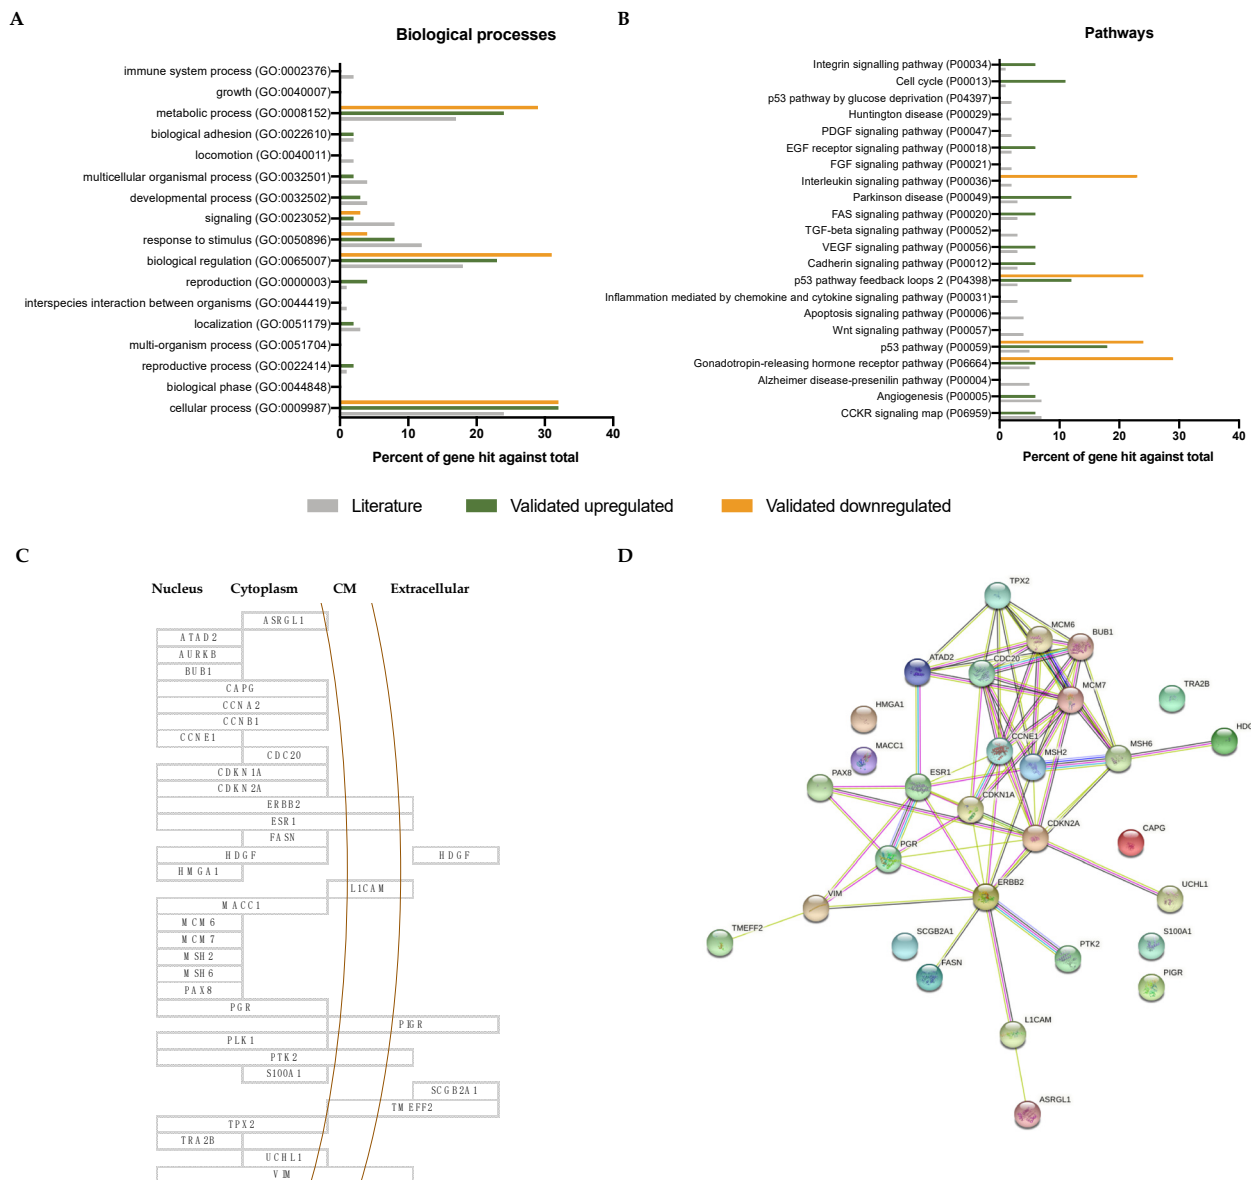 A
Biological processes
immune system process (GO:0002376)
growth (GO:0040007)
metabolic process (GO:0008152)
biological adhesion (GO:0022610)
locomotion (GO:0040011)
multicellular organismal process (GO:0032501)
developmental process (GO:0032502)
signaling (GO:0023052)
response to stimulus (GO:0050896)
biological regulation (GO:0065007)
reproduction (GO:0000003)
interspecies interaction between organisms (GO:0044419)
localization (GO:0051179)
multi-organism process (GO:0051704)
reproductive process (GO:0022414)
biological phase (GO:0044848)
cellular process (GO:0009987)
0 10 20 30 40
Percent of gene hit against total
B
Pathways
Integrin signalling pathway (P00034)
Cell cycle (P00013)
p53 pathway by glucose deprivation (P04397)
Huntington disease (P00029)
PDGF signaling pathway (P00047)
EGF receptor signaling pathway (P00018)
FGF signaling pathway (P00021)
Interleukin signaling pathway (P00036)
Parkinson disease (P00049)
FAS signaling pathway (P00020)
TGF-beta signaling pathway (P00052)
VEGF signaling pathway (P00056)
Cadherin signaling pathway (P00012)
p53 pathway feedback loops 2 (P04398)
Inflammation mediated by chemokine and cytokine signaling pathway (P00031)
Apoptosis signaling pathway (P00006)
Wnt signaling pathway (P00057)
p53 pathway (P00059)
Gonadotropin-releasing hormone receptor pathway (P06664)
Alzheimer disease-presenilin pathway (P00004)
Angiogenesis (P00005)
CCKR signaling map (P06959)
0 10 20 30 40
Percent of gene hit against total
Literature Validated upregulated Validated downregulated
C
Nucleus Cytoplasm CM Extracellular
ASRGL1
ATAD2
AURKB
BUB1
CAPG
CCNA2
CCNB1
CCNE1
CDC20
CDKN1A
CDKN2A
ERBB2
ESR1
FASN
HDGF HDGF
HMGA1
L1CAM
MACC1
MCM6
MCM7
MSH2
MSH6
PAX8
PGR
PIGR
PLK1
PTK2
S100A1
SCGB2A1
TMEFF2
TPX2
TRA2B
UCHL1
VIM
D
TPX2
MCM6
BUB1
ATAD2
CDC20
MCM7
TRA2B
HMGA1
HDG
CCNE1
MACC1
MSH2
MSH6
PAX8
ESR1
CDKN1A
CDKN2A
CAPG
PGR
ERBB2
UCHL1
VIM
TMEFF2
SCGB2A1
S100A1
PTK2
FASN
PIGR
L1CAM
ASRGL1